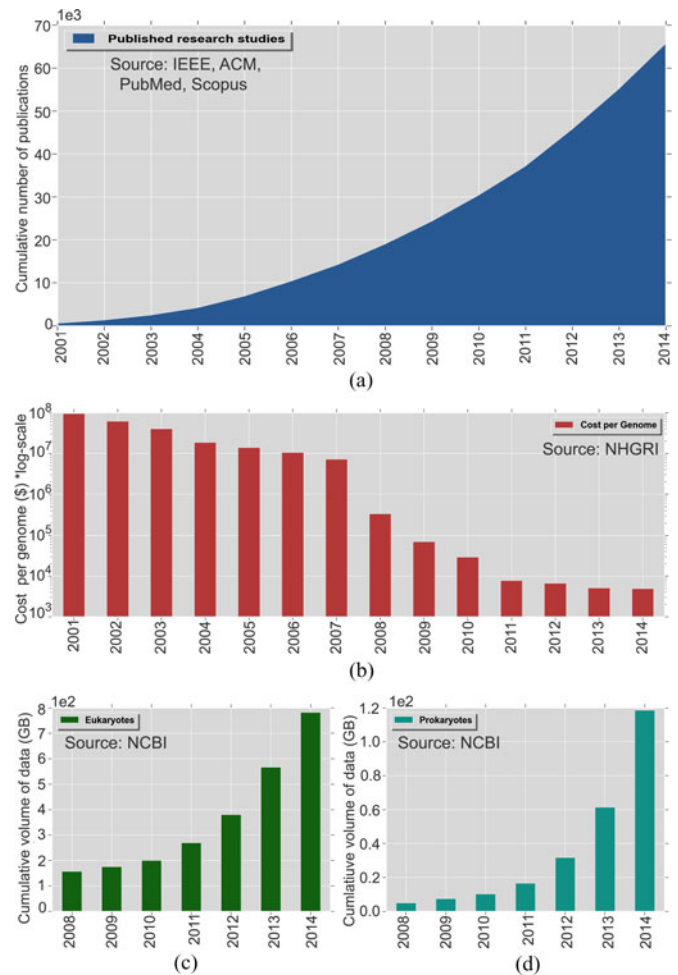 1e3
Cumulative number of publications
70
60
50
40
30
20
10
0
Published research studies
Source: IEEE, ACM,
PubMed, Scopus
2001 2002 2003 2004 2005 2006 2007 2008 2009 2010 2011 2012 2013 2014
(a)
Cost per genome ($) *log-scale
10^8
10^7
10^6
10^5
10^4
10^3
Cost per Genome
Source: NHGRI
2001 2002 2003 2004 2005 2006 2007 2008 2009 2010 2011 2012 2013 2014
(b)
1e2
Cumulative volume of data (GB)
8
7
6
5
4
3
2
1
0
Eukaryotes
Source: NCBI
2008 2009 2010 2011 2012 2013 2014
(c)
1e2
Cumlatiuve volume of data (GB)
1.2
1.0
0.8
0.6
0.4
0.2
0.0
Prokaryotes
Source: NCBI
2008 2009 2010 2011 2012 2013 2014
(d)